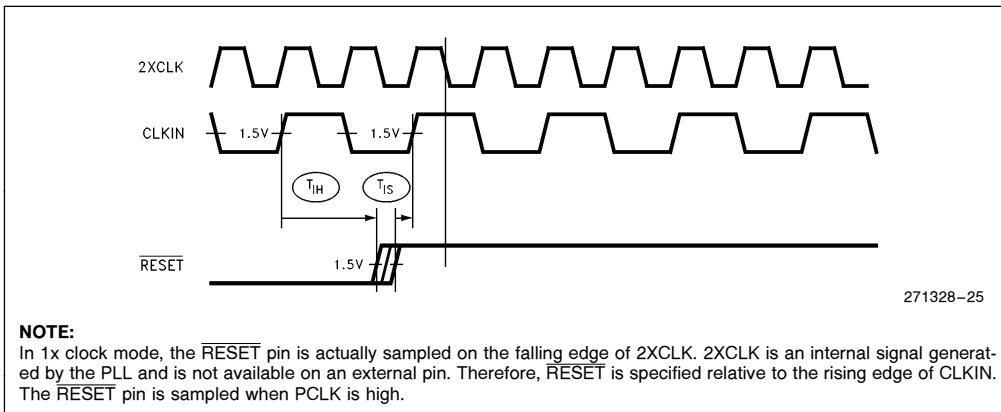 2XCLK
CLKIN
1.5V
1.5V
TIH
TIS
RESET
1.5V
271328–25
NOTE:
In 1x clock mode, the RESET pin is actually sampled on the falling edge of 2XCLK. 2XCLK is an internal signal generat-
ed by the PLL and is not available on an external pin. Therefore, RESET is specified relative to the rising edge of CLKIN.
The RESET pin is sampled when PCLK is high.